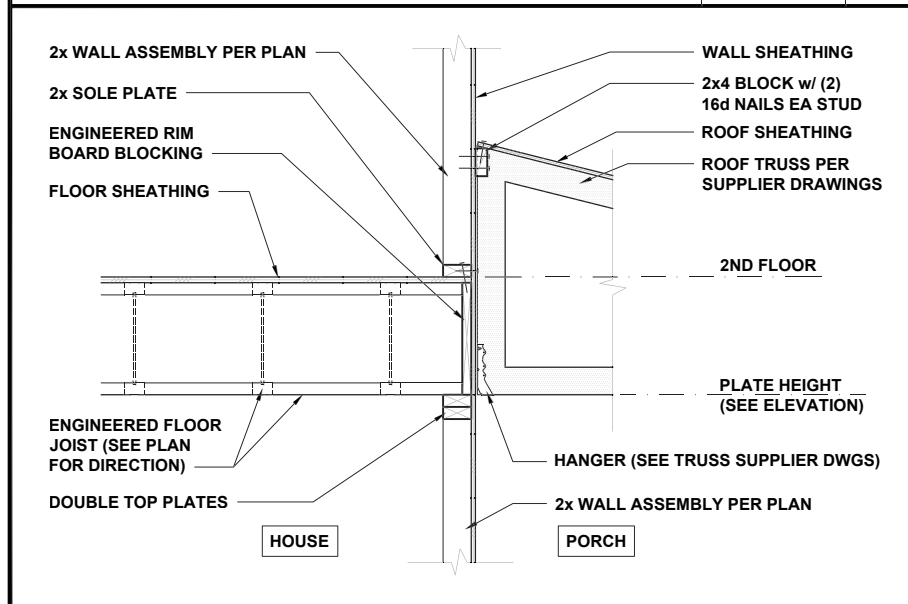 2x WALL ASSEMBLY PER PLAN
2x SOLE PLATE
ENGINEERED RIM
BOARD BLOCKING
FLOOR SHEATHING
WALL SHEATHING
2x4 BLOCK w/ (2)
16d NAILS EA STUD
ROOF SHEATHING
ROOF TRUSS PER
SUPPLIER DRAWINGS
2ND FLOOR
PLATE HEIGHT
(SEE ELEVATION)
ENGINEERED FLOOR
JOIST (SEE PLAN
FOR DIRECTION)
DOUBLE TOP PLATES
HANGER (SEE TRUSS SUPPLIER DWGS)
2x WALL ASSEMBLY PER PLAN
HOUSE
PORCH